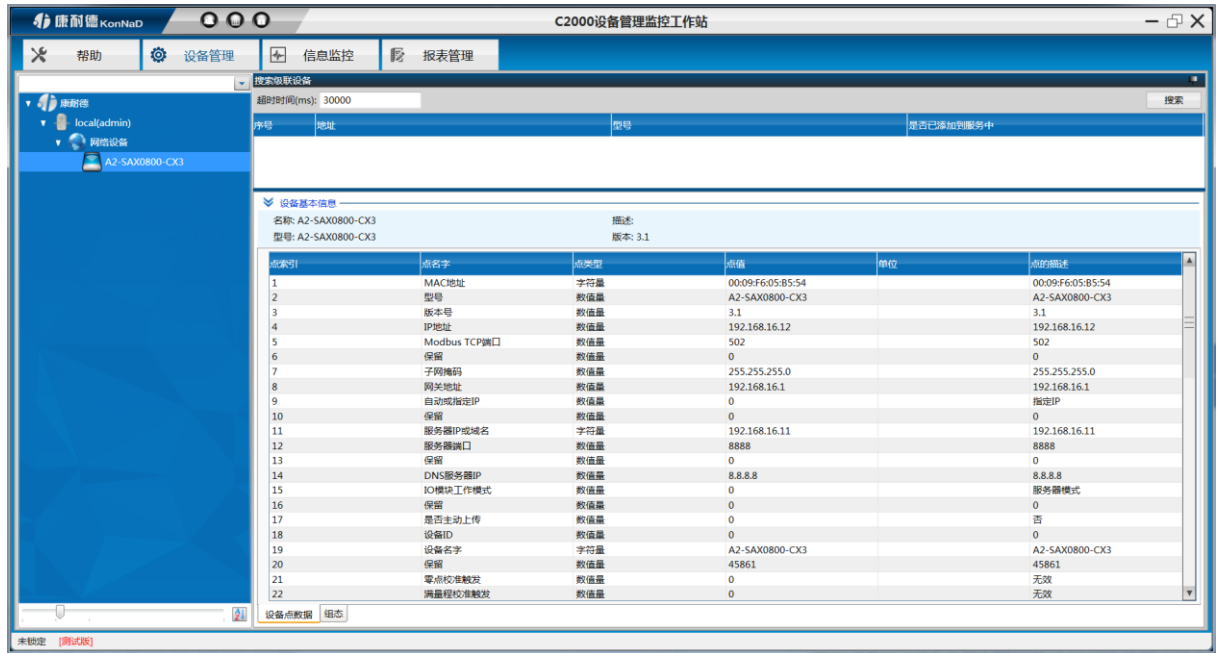 康耐德 KonNaD C2000设备管理监控工作站
帮助 设备管理 信息监控 报表管理
搜索级联设备
康耐德
local(admin)
网络设备
A2-SAX0800-CX3
超时时间(ms): 30000 搜索
序号 地址 型号 是否已添加到服务中
设备基本信息
名称: A2-SAX0800-CX3 描述:
型号: A2-SAX0800-CX3 版本: 3.1
点索引 点名字 点类型 点值 单位 点的描述
1 MAC地址 字符量 00:09:F6:05:B5:54 00:09:F6:05:B5:54
2 型号 数值量 A2-SAX0800-CX3 A2-SAX0800-CX3
3 版本号 数值量 3.1 3.1
4 IP地址 数值量 192.168.16.12 192.168.16.12
5 Modbus TCP端口 数值量 502 502
6 保留 数值量 0 0
7 子网掩码 数值量 255.255.255.0 255.255.255.0
8 网关地址 数值量 192.168.16.1 192.168.16.1
9 自动或指定IP 数值量 0 指定IP
10 保留 数值量 0 0
11 服务器IP或域名 字符量 192.168.16.11 192.168.16.11
12 服务器端口 数值量 8888 8888
13 保留 数值量 0 0
14 DNS服务器IP 数值量 8.8.8.8 8.8.8.8
15 IO模块工作模式 数值量 0 服务器模式
16 保留 数值量 0 0
17 是否主动上传 数值量 0 否
18 设备ID 数值量 0 0
19 设备名字 字符量 A2-SAX0800-CX3 A2-SAX0800-CX3
20 保留 数值量 45861 45861
21 零点校准触发 数值量 0 无效
22 满量程校准触发 数值量 0 无效
设备点数据 组态
未锁定 [测试版]